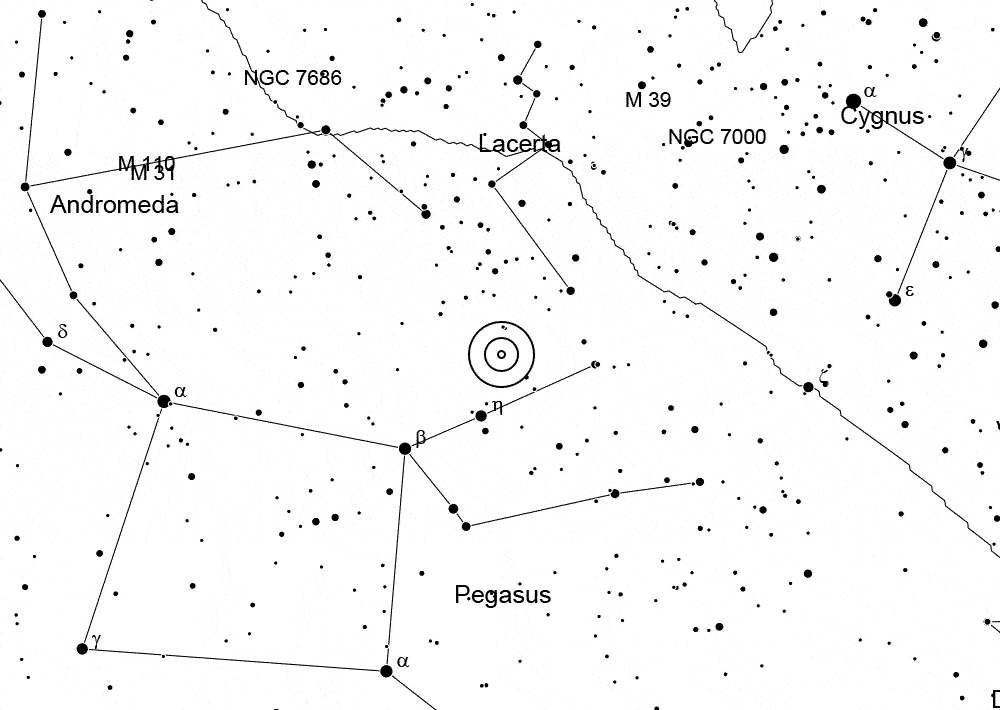 NGC 7686
M 39
α
Cygnus
NGC 7000
γ
Lacerta
M 110
M 31
Andromeda
ε
δ
α
ζ
η
β
Pegasus
γ
α